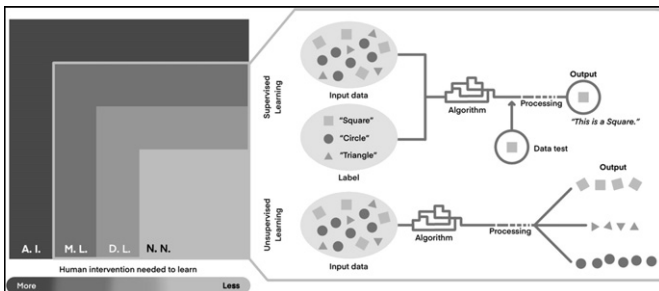 A. I.
M. L.
D. L.
N. N.
Human intervention needed to learn
More
Less
Supervised
Learning
Input data
"Square"
"Circle"
"Triangle"
Label
Algorithm
Processing
Output
"This is a Square."
Data test
Unsupervised
Learning
Input data
Algorithm
Processing
Output